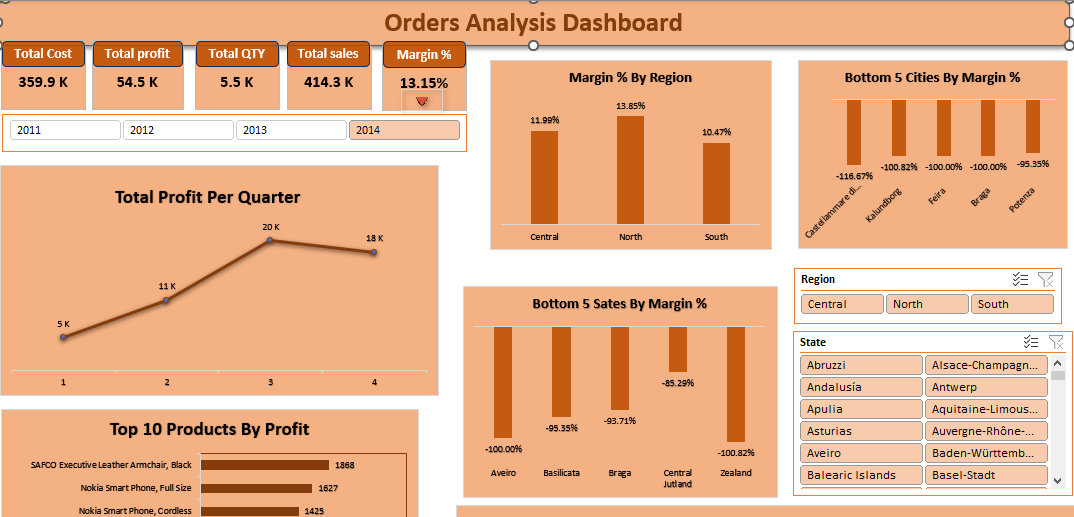 Orders Analysis Dashboard
Total Cost
Total profit
Total QTY
Total sales
Margin %
359.9 K
54.5 K
5.5 K
414.3 K
13.15%
2011
2012
2013
2014
Total Profit Per Quarter
5 K
11 K
20 K
18 K
1
2
3
4
Margin % By Region
11.99%
13.85%
10.47%
Central
North
South
Bottom 5 Cities By Margin %
-116.67%
-100.82%
-100.00%
-100.00%
-95.35%
Castellammare di...
Kalundborg
Feira
Braga
Potenza
Region
Central
North
South
Bottom 5 Sates By Margin %
-100.00%
-95.35%
-93.71%
-85.29%
-100.82%
Aveiro
Basilicata
Braga
Central
Jutland
Zealand
State
Abruzzi
Alsace-Champagn...
Andalusía
Antwerp
Apulia
Aquitaine-Limous...
Asturias
Auvergne-Rhône-...
Aveiro
Baden-Württemb...
Balearic Islands
Basel-Stadt
Top 10 Products By Profit
SAFCO Executive Leather Armchair, Black
1868
Nokia Smart Phone, Full Size
1627
Nokia Smart Phone, Cordless
1425